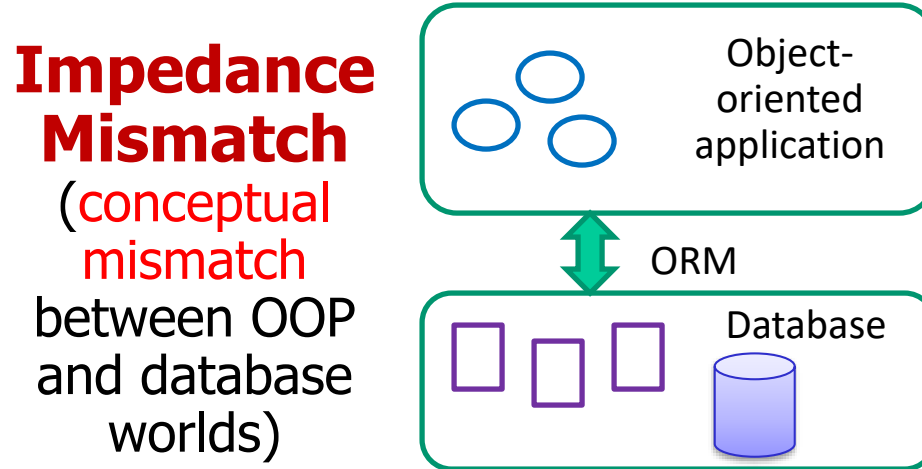 Impedance
Mismatch
(conceptual
mismatch
between OOP
and database
worlds)
Object-
oriented
application
ORM
Database